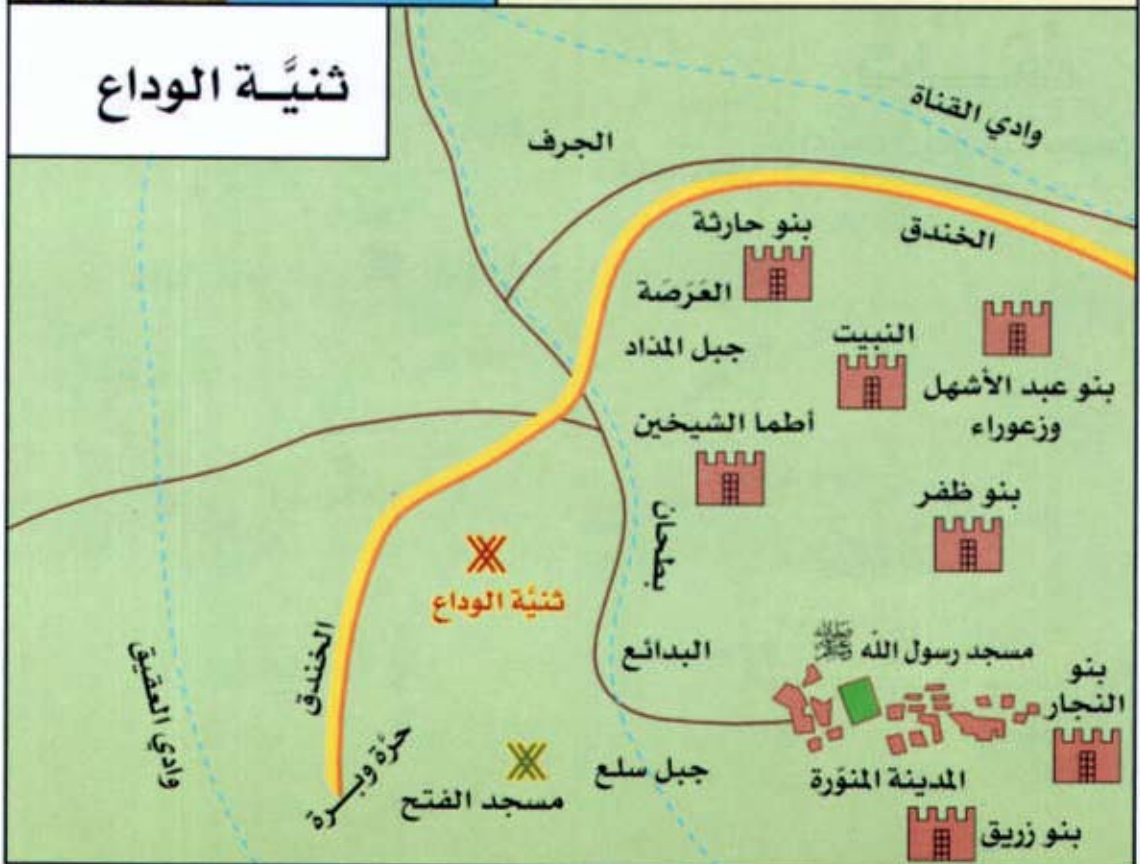 ثنيَّة الوداع
وادي القناة
الجرف
الخندق
بنو حارثة
العَرَصَة
النبيت
جبل المذاد
بنو عبد الأشهل
وزعوراء
أطما الشيخين
بنو ظفر
بطحان
ثنيَّة الوداع
الخندق
وادي العقيق
البدائع
مسجد رسول الله ﷺ
بنو
النجار
حرَّة وبـرة
جبل سلع
مسجد الفتح
المدينة المنوَّرة
بنو زريق